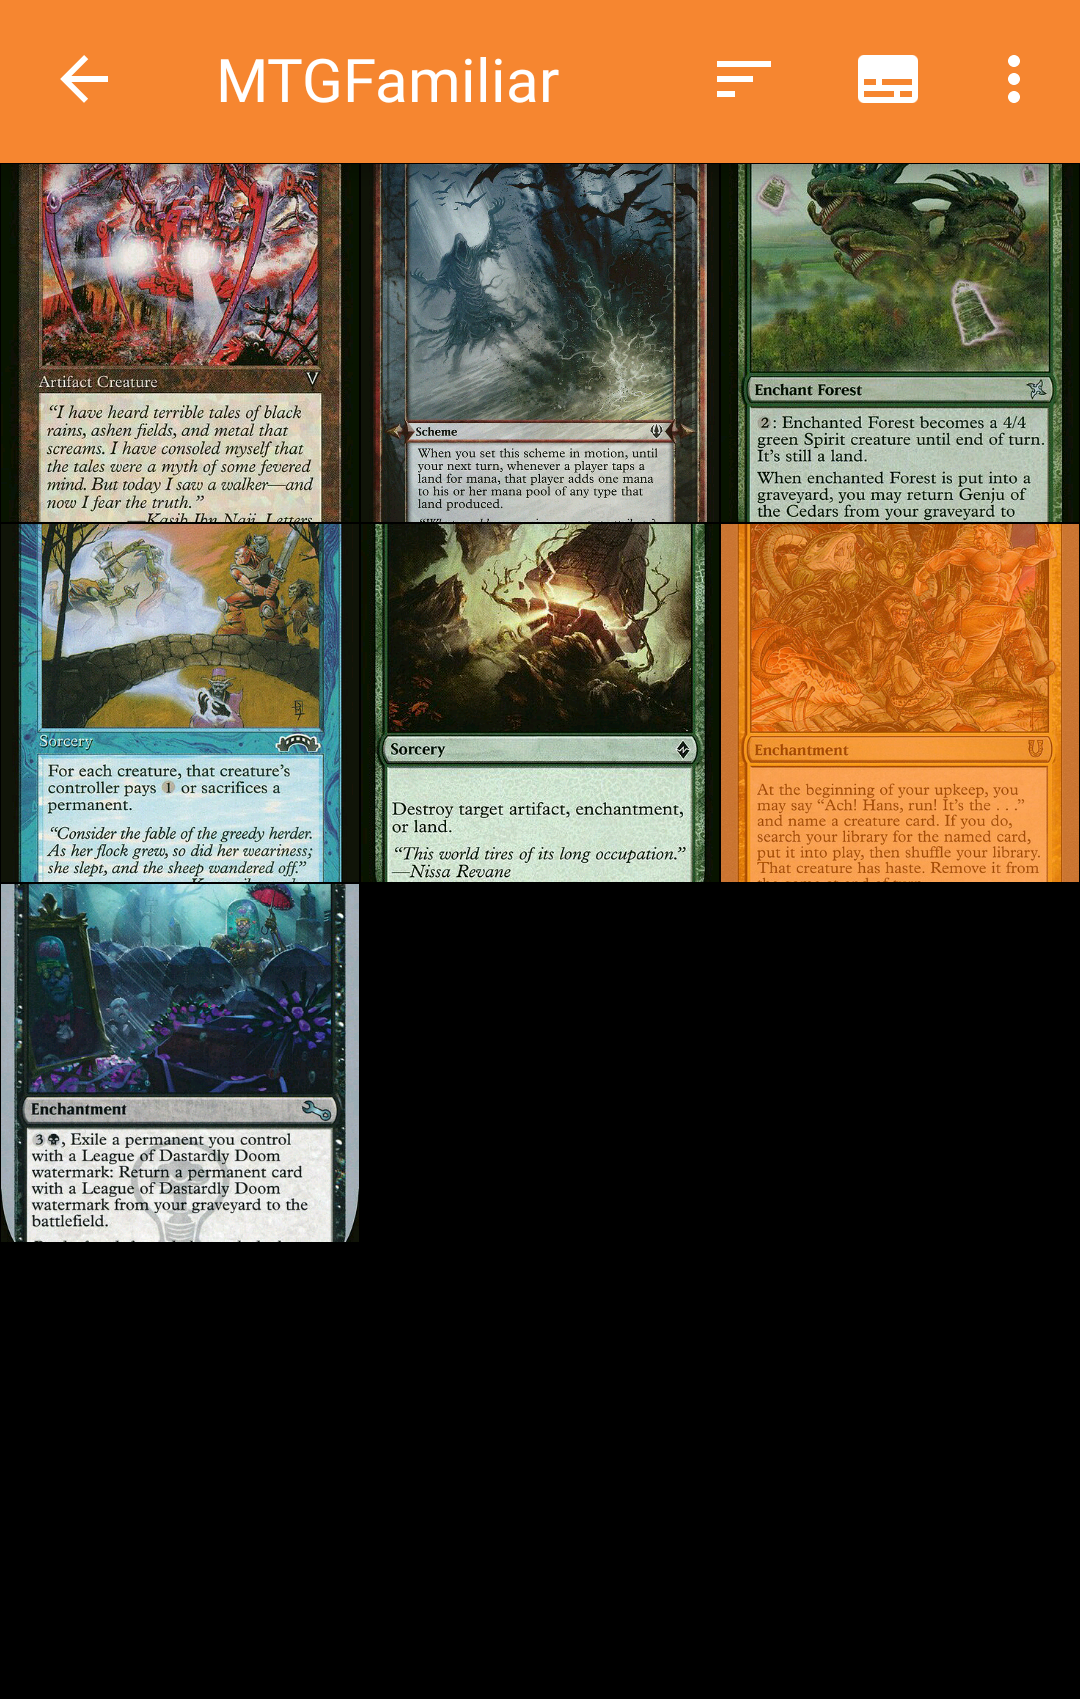 MTGFamiliar
Artifact Creature
“I have heard terrible tales of black
rains, ashen fields, and metal that
screams. I have consoled myself that
the tales were a myth of some fevered
mind. But today I saw a walker—and
now I fear the truth.”
—Kasib Ibn Naji, Letters
Scheme
When you set this scheme in motion, until
your next turn, whenever a player taps a
land for mana, that player adds one mana
to his or her mana pool of any type that
land produced.
Enchant Forest
2: Enchanted Forest becomes a 4/4
green Spirit creature until end of turn.
It’s still a land.
When enchanted Forest is put into a
graveyard, you may return Genju of
the Cedars from your graveyard to
Sorcery
For each creature, that creature’s
controller pays 1 or sacrifices a
permanent.
“Consider the fable of the greedy herder.
As her flock grew, so did her weariness;
she slept, and the sheep wandered off.”
Sorcery
Destroy target artifact, enchantment,
or land.
“This world tires of its long occupation.”
—Nissa Revane
Enchantment
At the beginning of your upkeep, you
may say “Ach! Hans, run! It’s the . . .”
and name a creature card. If you do,
search your library for the named card,
put it into play, then shuffle your library.
That creature has haste. Remove it from
Enchantment
3, Exile a permanent you control
with a League of Dastardly Doom
watermark: Return a permanent card
with a League of Dastardly Doom
watermark from your graveyard to the
battlefield.